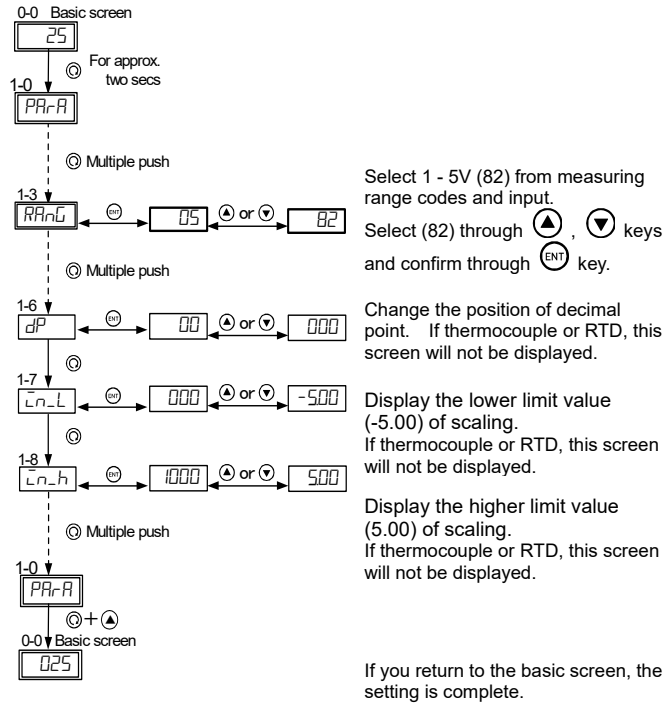 0-0 Basic screen
25
For approx.
two secs
1-0
PArA
Multiple push
1-3
RAnG
ENT
05
or
82
Select 1 - 5V (82) from measuring
range codes and input.
Select (82) through ▲ , ▼ keys
and confirm through ENT key.
Multiple push
1-6
dP
ENT
00
or
000
Change the position of decimal
point. If thermocouple or RTD, this
screen will not be displayed.
1-7
in_L
ENT
000
or
-5.00
Display the lower limit value
(-5.00) of scaling.
If thermocouple or RTD, this screen
will not be displayed.
1-8
in_h
ENT
1000
or
5.00
Display the higher limit value
(5.00) of scaling.
If thermocouple or RTD, this screen
will not be displayed.
Multiple push
1-0
PArA
+
0-0 Basic screen
025
If you return to the basic screen, the
setting is complete.